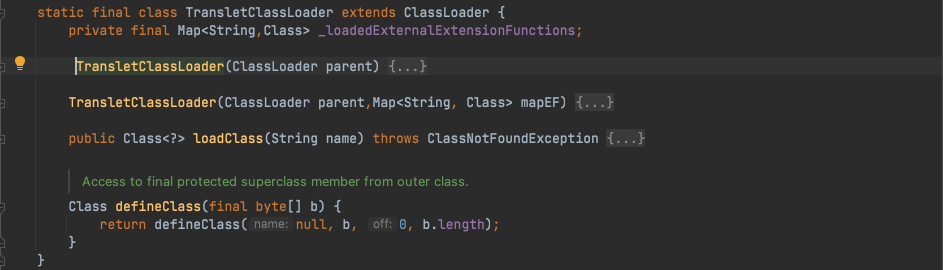 static final class TransletClassLoader extends ClassLoader {
private final Map<String,Class> _loadedExternalExtensionFunctions;
TransletClassLoader(ClassLoader parent) {...}
TransletClassLoader(ClassLoader parent,Map<String, Class> mapEF) {...}
public Class<?> loadClass(String name) throws ClassNotFoundException {...}
Access to final protected superclass member from outer class.
Class defineClass(final byte[] b) {
return defineClass( name: null, b, off: 0, b.length);
}
}